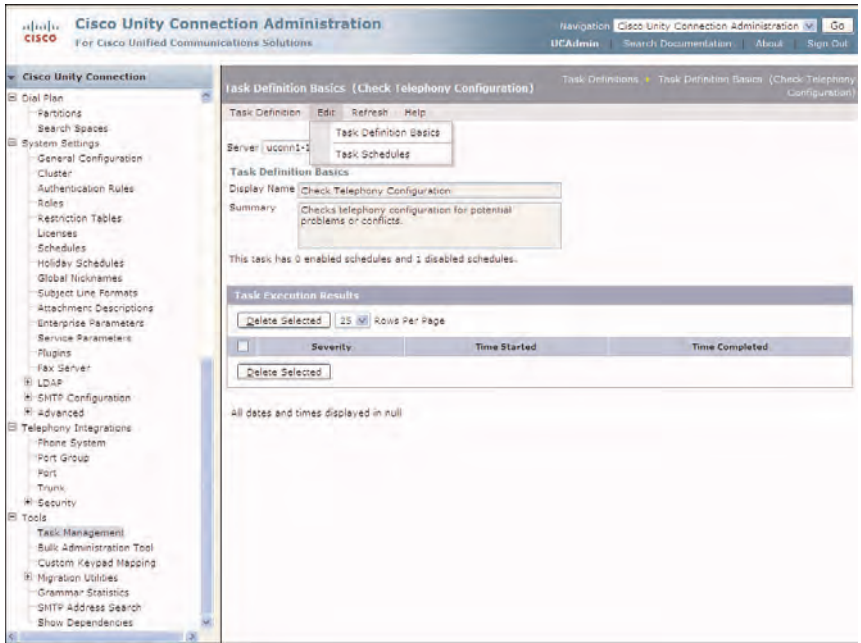 cisco
Cisco Unity Connection Administration
For Cisco Unified Communications Solutions
Navigation Cisco Unity Connection Administration Go
UCAdmin Search Documentation About Sign Out
Cisco Unity Connection
Dial Plan
Partitions
Search Spaces
System Settings
General Configuration
Cluster
Authentication Rules
Roles
Restriction Tables
Licenses
Schedules
Holiday Schedules
Global Nicknames
Subject Line Formats
Attachment Descriptions
Enterprise Parameters
Service Parameters
Plugins
Fax Server
LDAP
SMTP Configuration
Advanced
Telephony Integrations
Phone System
Port Group
Port
Trunk
Security
Tools
Task Management
Bulk Administration Tool
Custom Keypad Mapping
Migration Utilities
Grammar Statistics
SMTP Address Search
Show Dependencies
Task Definition Basics (Check Telephony Configuration)
Task Definitions Task Definition Basics (Check Telephony
Configuration)
Task Definition Edit Refresh Help
Task Definition Basics
Task Schedules
Server uconn1-1
Task Definition Basics
Display Name Check Telephony Configuration
Summary Checks telephony configuration for potential
problems or conflicts.
This task has 0 enabled schedules and 1 disabled schedules.
Task Execution Results
Delete Selected 25 Rows Per Page
Severity Time Started Time Completed
Delete Selected
All dates and times displayed in null